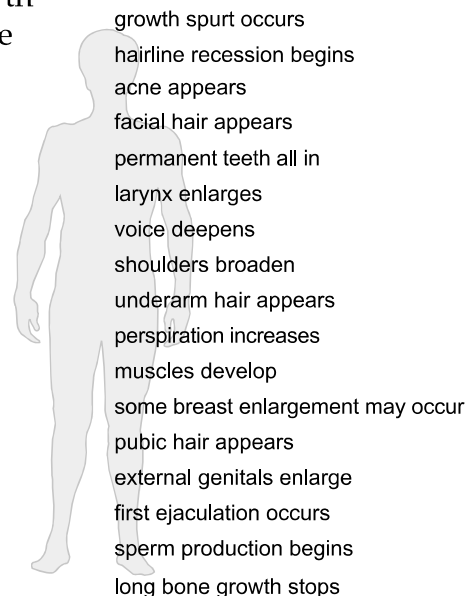 growth spurt occurs
hairline recession begins
acne appears
facial hair appears
permanent teeth all in
larynx enlarges
voice deepens
shoulders broaden
underarm hair appears
perspiration increases
muscles develop
some breast enlargement may occur
pubic hair appears
external genitals enlarge
first ejaculation occurs
sperm production begins
long bone growth stops